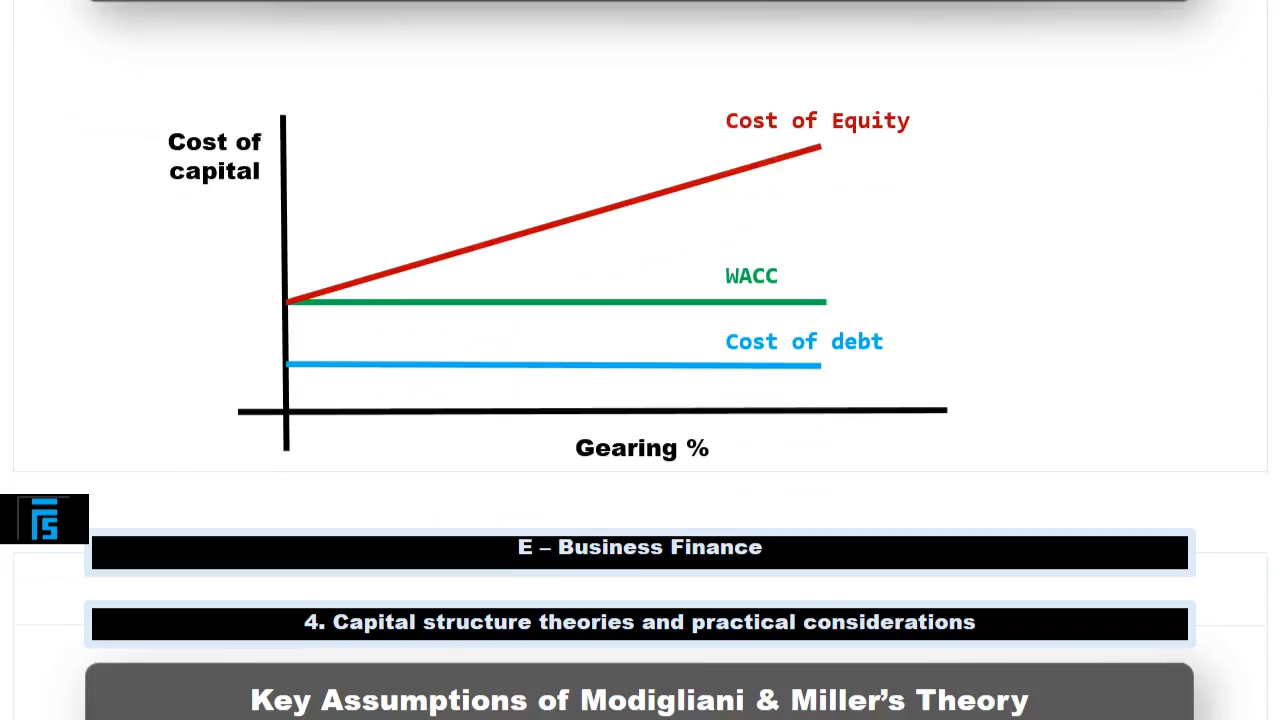 Cost of Equity
Cost of
capital
WACC
Cost of debt
Gearing %
E – Business Finance
4. Capital structure theories and practical considerations
Key Assumptions of Modigliani & Miller’s Theory